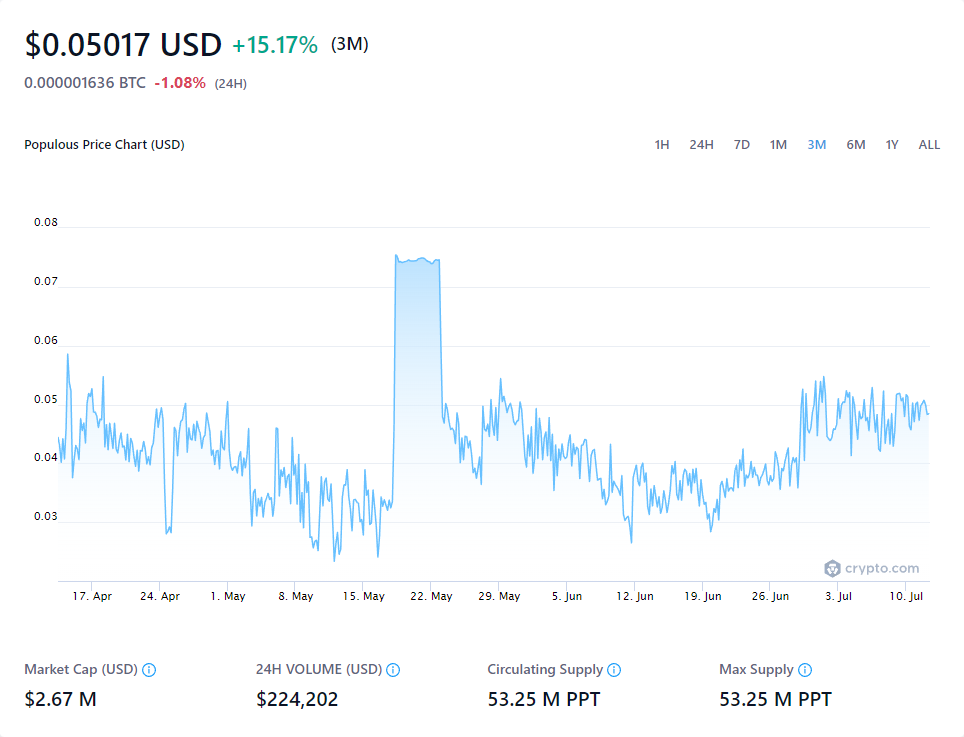 $0.05017 USD +15.17% (3M)
0.000001636 BTC -1.08% (24H)
Populous Price Chart (USD) 1H 24H 7D 1M 3M 6M 1Y ALL
0.08
0.07
0.06
0.05
0.04
0.03
crypto.com
17. Apr 24. Apr 1. May 8. May 15. May 22. May 29. May 5. Jun 12. Jun 19. Jun 26. Jun 3. Jul 10. Jul
Market Cap (USD) 24H VOLUME (USD) Circulating Supply Max Supply
$2.67 M $224,202 53.25 M PPT 53.25 M PPT